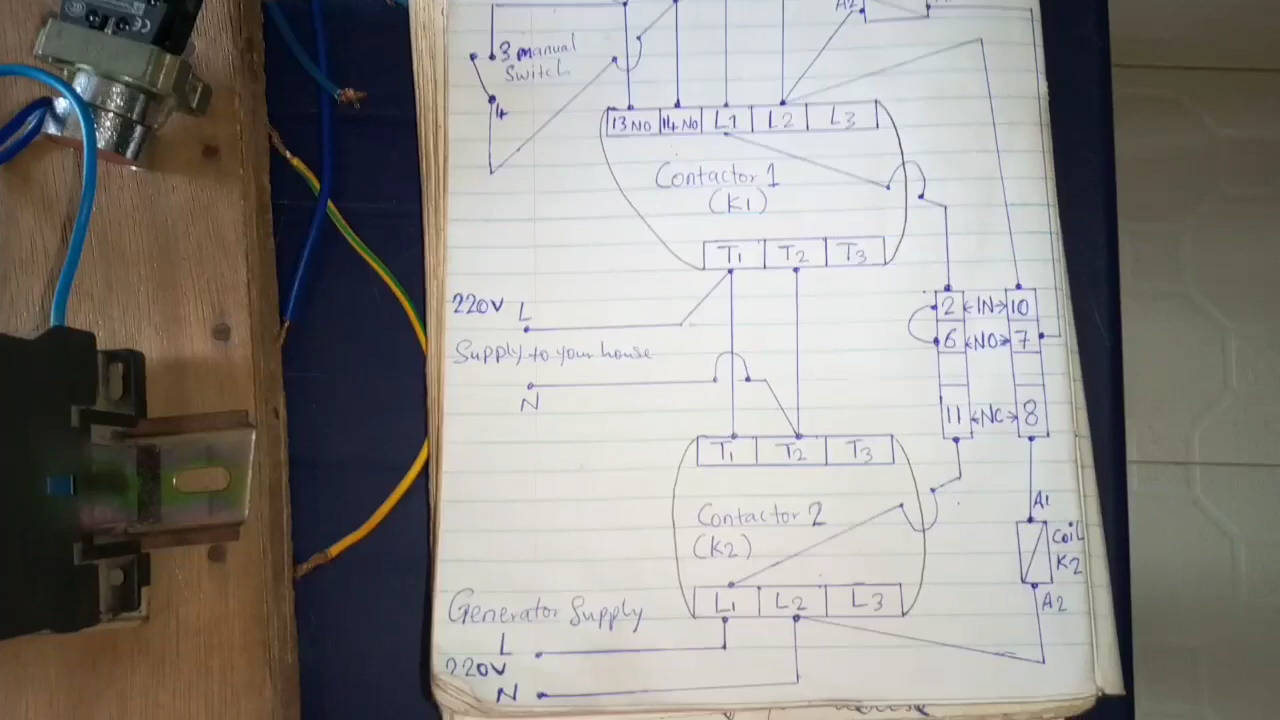 A2
3 manual
Switch
4
13 NO 14 NO L1 L2 L3
Contactor 1
(K1)
T1 T2 T3
220V L
Supply to your house
N
2 IN 10
6 NO 7
11 NC 8
T1 T2 T3
Contactor 2
(K2)
A1
Coil
K2
A2
L1 L2 L3
Generator Supply
L
220V
N